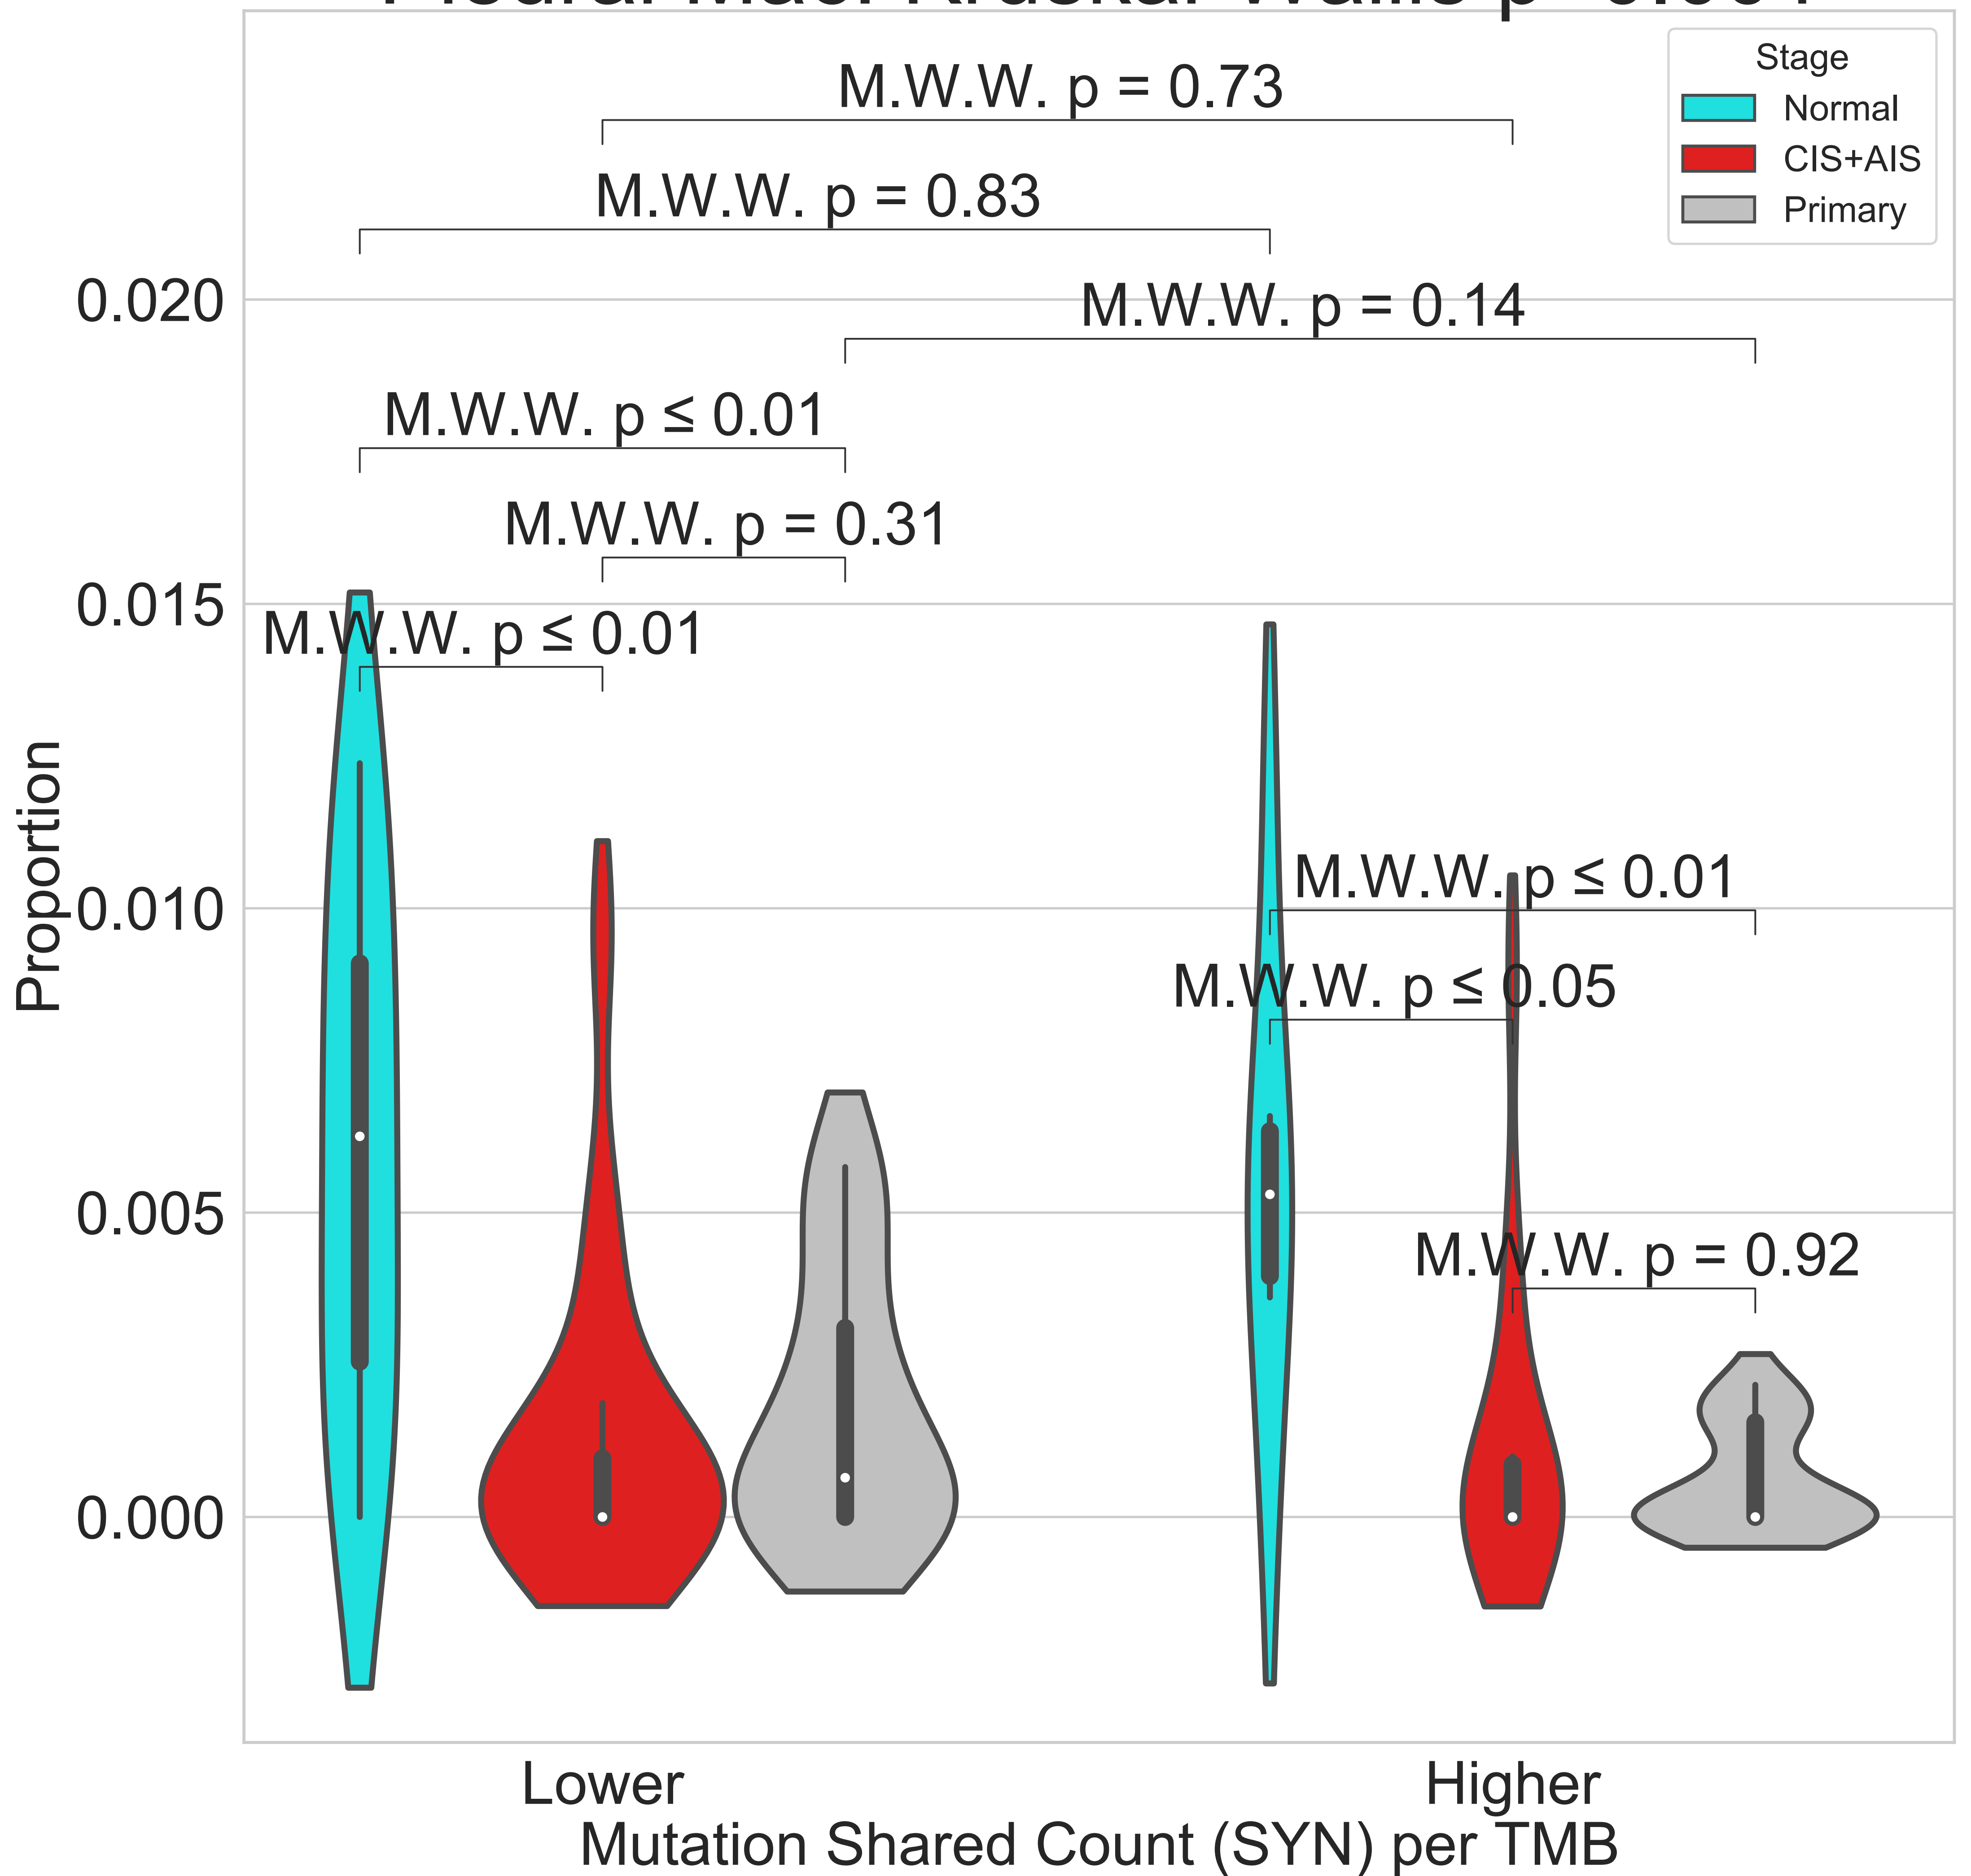 M.W.W. p = 0.73
M.W.W. p = 0.83
M.W.W. p = 0.14
M.W.W. p ≤ 0.01
M.W.W. p = 0.31
M.W.W. p ≤ 0.01
M.W.W. p ≤ 0.01
M.W.W. p ≤ 0.05
M.W.W. p = 0.92
Stage
Normal
CIS+AIS
Primary
Proportion
0.020
0.015
0.010
0.005
0.000
Lower
Higher
Mutation Shared Count (SYN) per TMB